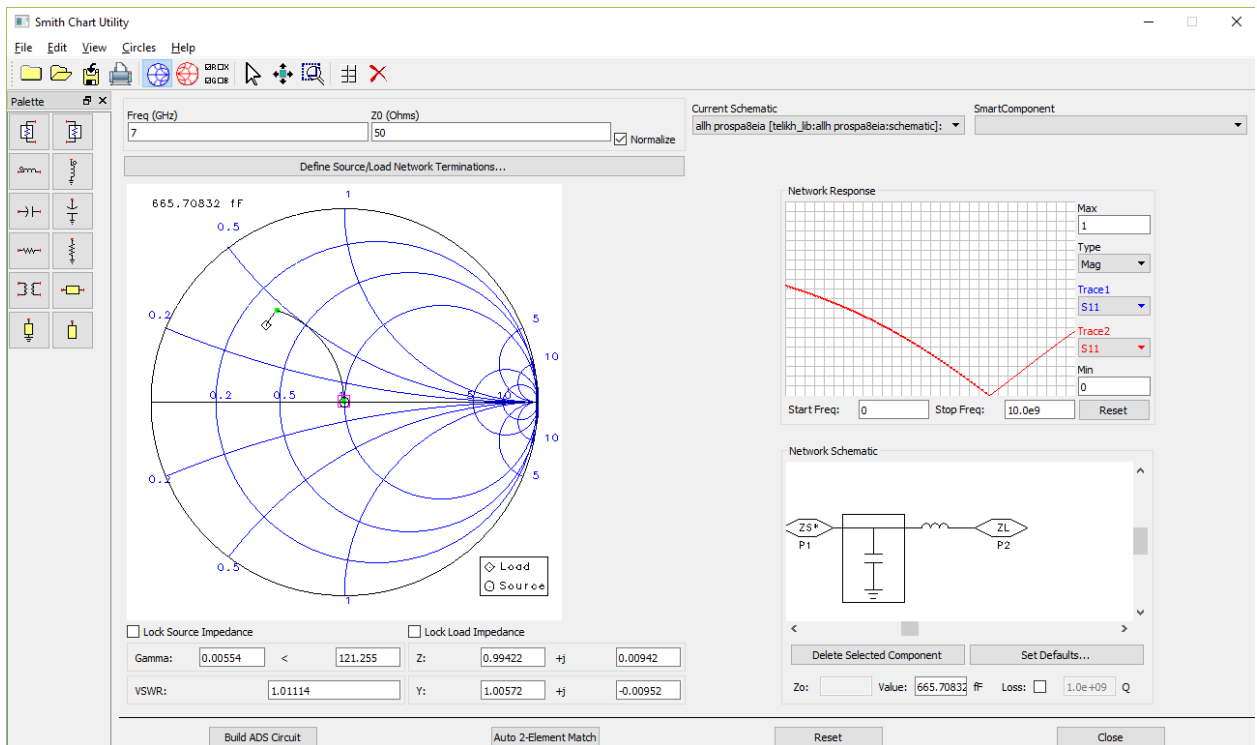 Smith Chart Utility
File Edit View Circles Help
Palette
Freq (GHz)
7
Z0 (Ohms)
50
Normalize
Current Schematic
allh prospa8eia [telikh_lib:allh prospa8eia:schematic]:
SmartComponent
Define Source/Load Network Terminations...
665.70832 fF
1
0.5
0.2
5
10
0.2 0.5 1 5 10
10
5
0.2
0.5
1
Load
Source
Network Response
Max
1
Type
Mag
Trace1
S11
Trace2
S11
Min
0
Start Freq: 0 Stop Freq: 10.0e9 Reset
Network Schematic
ZS* ZL
P1 P2
Lock Source Impedance Lock Load Impedance
Gamma: 0.00554 < 121.255 Z: 0.99422 +j 0.00942
VSWR: 1.01114 Y: 1.00572 +j -0.00952
Delete Selected Component Set Defaults...
Zo: Value: 665.70832 fF Loss: 1.0e+09 Q
Build ADS Circuit Auto 2-Element Match Reset Close